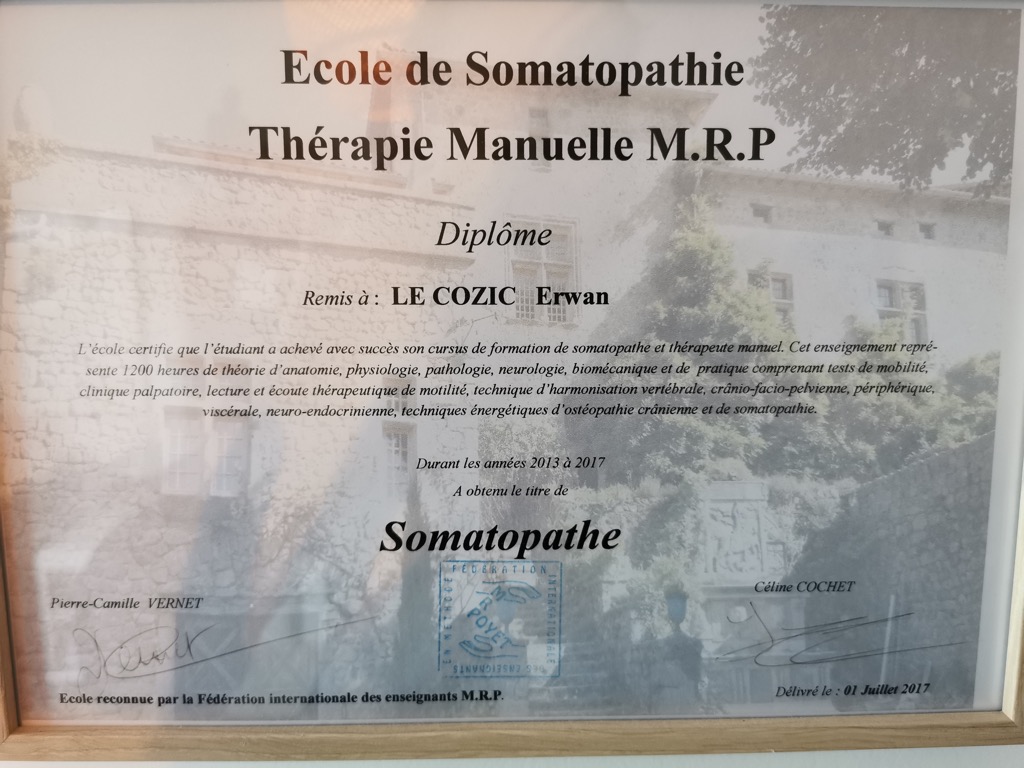 Ecole de Somatopathie
Thérapie Manuelle M.R.P
Diplôme
Remis à : LE COZIC Erwan
L'école certifie que l'étudiant a achevé avec succès son cursus de formation de somatopathe et thérapeute manuel. Cet enseignement repré-
sente 1200 heures de théorie d'anatomie, physiologie, pathologie, neurologie, biomécanique et de pratique comprenant tests de mobilité,
clinique palpatoire, lecture et écoute thérapeutique de motilité, technique d'harmonisation vertébrale, crânio-facio-pelvienne, périphérique,
viscérale, neuro-endocrinienne, techniques énergétiques d'ostéopathie crânienne et de somatopathie.
Durant les années 2013 à 2017
A obtenu le titre de
Somatopathe
FÉDÉRATION
INTERNATIONALE
DES ENSEIGNANTS
EN METHODE
POYET
Céline COCHET
Pierre-Camille VERNET
Délivré le : 01 Juillet 2017
Ecole reconnue par la Fédération internationale des enseignants M.R.P.